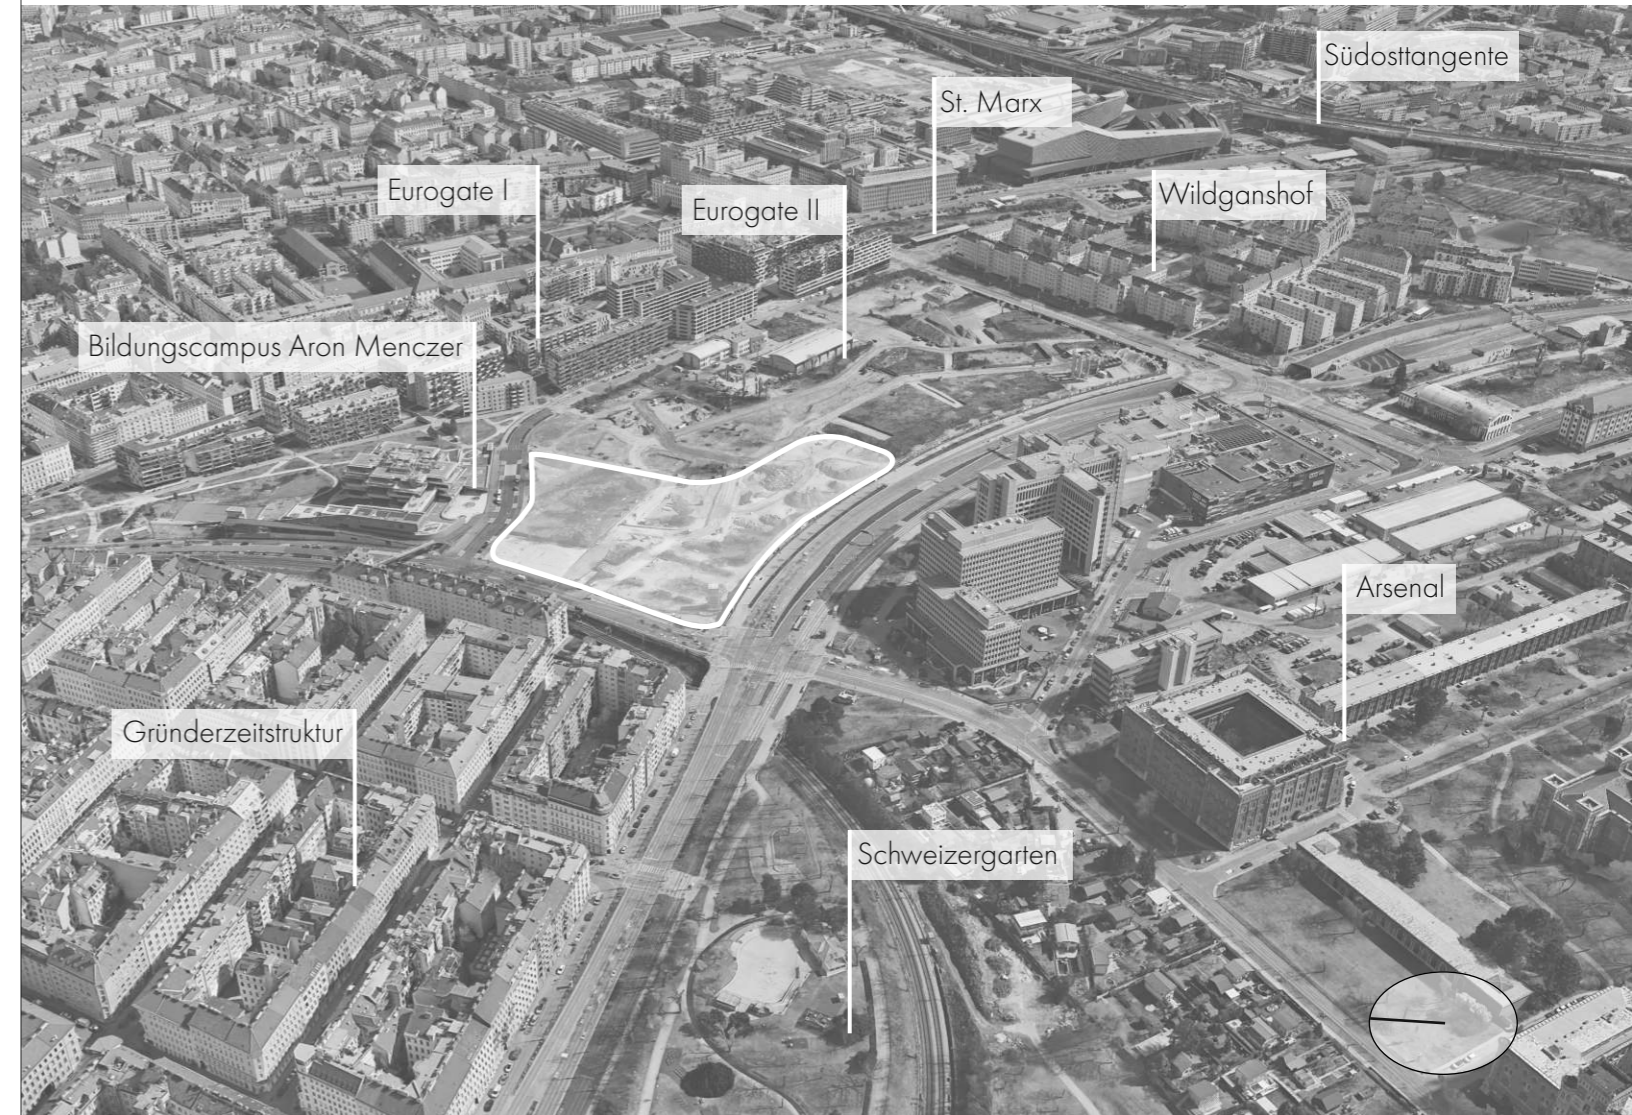 Südosttangente
St. Marx
Eurogate I
Wildganshof
Eurogate II
Bildungscampus Aron Menczer
Arsenal
Gründerzeitstruktur
Schweizergarten